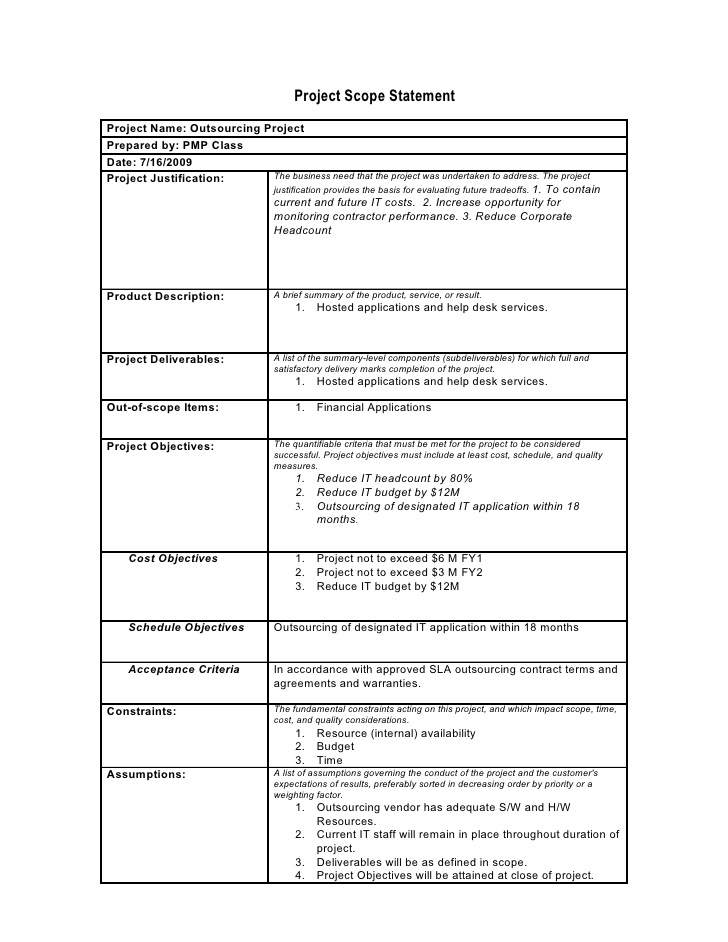 Project Scope Statement
Project Name: Outsourcing Project
Prepared by: PMP Class
Date: 7/16/2009
Project Justification:
The business need that the project was undertaken to address. The project
justification provides the basis for evaluating future tradeoffs. 1. To contain
current and future IT costs. 2. Increase opportunity for
monitoring contractor performance. 3. Reduce Corporate
Headcount
Product Description:
A brief summary of the product, service, or result.
1. Hosted applications and help desk services.
Project Deliverables:
A list of the summary-level components (subdeliverables) for which full and
satisfactory delivery marks completion of the project.
1. Hosted applications and help desk services.
Out-of-scope Items:
1. Financial Applications
Project Objectives:
The quantifiable criteria that must be met for the project to be considered
successful. Project objectives must include at least cost, schedule, and quality
measures.
1. Reduce IT headcount by 80%
2. Reduce IT budget by $12M
3. Outsourcing of designated IT application within 18
months.
Cost Objectives
1. Project not to exceed $6 M FY1
2. Project not to exceed $3 M FY2
3. Reduce IT budget by $12M
Schedule Objectives
Outsourcing of designated IT application within 18 months
Acceptance Criteria
In accordance with approved SLA outsourcing contract terms and
agreements and warranties.
Constraints:
The fundamental constraints acting on this project, and which impact scope, time,
cost, and quality considerations.
1. Resource (internal) availability
2. Budget
3. Time
Assumptions:
A list of assumptions governing the conduct of the project and the customer's
expectations of results, preferably sorted in decreasing order by priority or a
weighting factor.
1. Outsourcing vendor has adequate S/W and H/W
Resources.
2. Current IT staff will remain in place throughout duration of
project.
3. Deliverables will be as defined in scope.
4. Project Objectives will be attained at close of project.